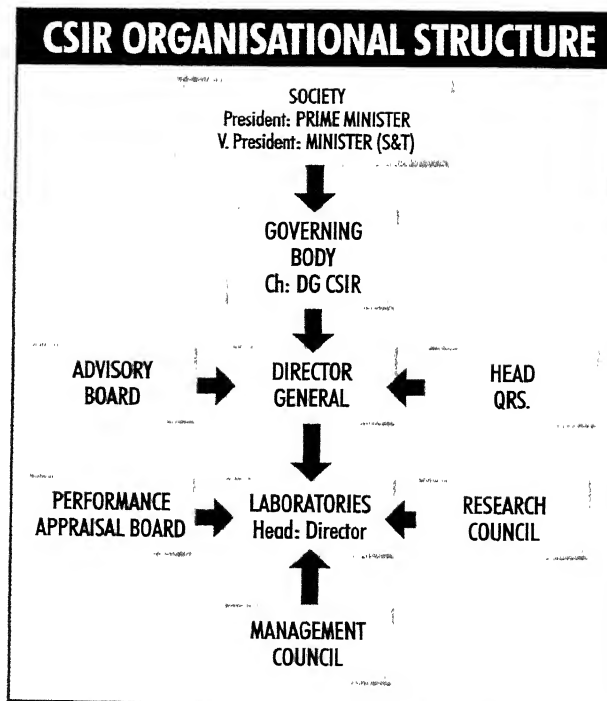 CSIR ORGANISATIONAL STRUCTURE
SOCIETY
President: PRIME MINISTER
V. President: MINISTER (S&T)
GOVERNING
BODY
Ch: DG CSIR
ADVISORY
BOARD
DIRECTOR
GENERAL
HEAD
QRS.
PERFORMANCE
APPRAISAL BOARD
LABORATORIES
Head: Director
RESEARCH
COUNCIL
MANAGEMENT
COUNCIL